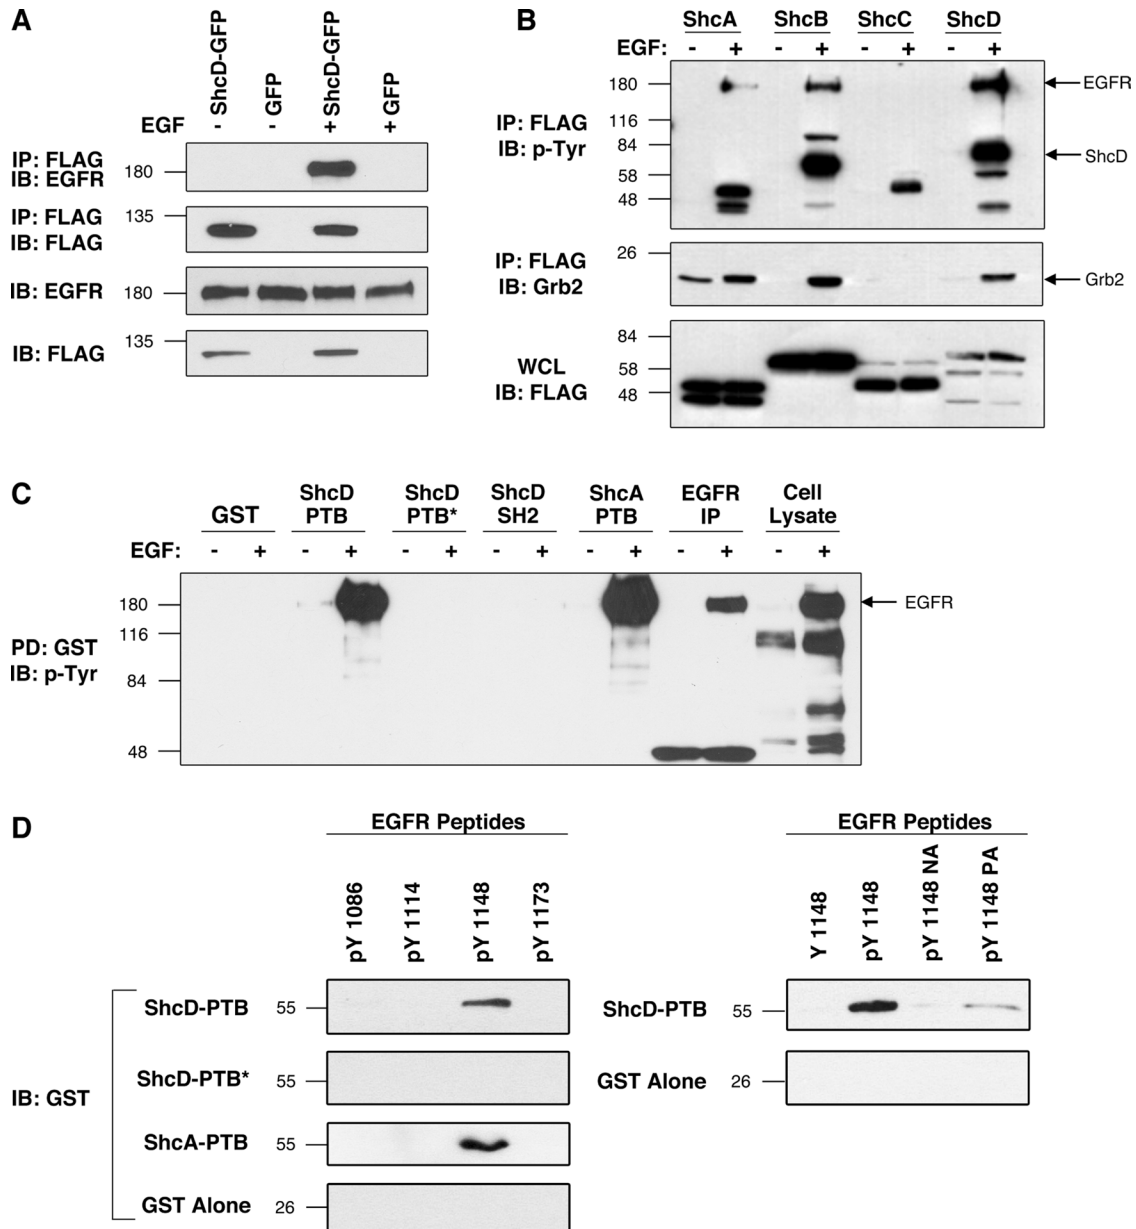 A
ShcD-GFP
GFP
ShcD-GFP
GFP
EGF - - + +
IP: FLAG
IB: EGFR
180
IP: FLAG
IB: FLAG
135
IB: EGFR
180
IB: FLAG
135
B
ShcA ShcB ShcC ShcD
EGF: - + - + - + - +
IP: FLAG
IB: p-Tyr
180
116
84
58
48
EGFR
ShcD
IP: FLAG
IB: Grb2
26
Grb2
WCL
IB: FLAG
84
58
48
C
GST
ShcD
PTB
ShcD
PTB*
ShcD
SH2
ShcA
PTB
EGFR
IP
Cell
Lysate
EGF: - + - + - + - + - + - + - +
PD: GST
IB: p-Tyr
180
116
84
48
EGFR
D
EGFR Peptides
pY 1086
pY 1114
pY 1148
pY 1173
IB: GST
ShcD-PTB 55
ShcD-PTB* 55
ShcA-PTB 55
GST Alone 26
EGFR Peptides
Y 1148
pY 1148
pY 1148 NA
pY 1148 PA
ShcD-PTB 55
GST Alone 26